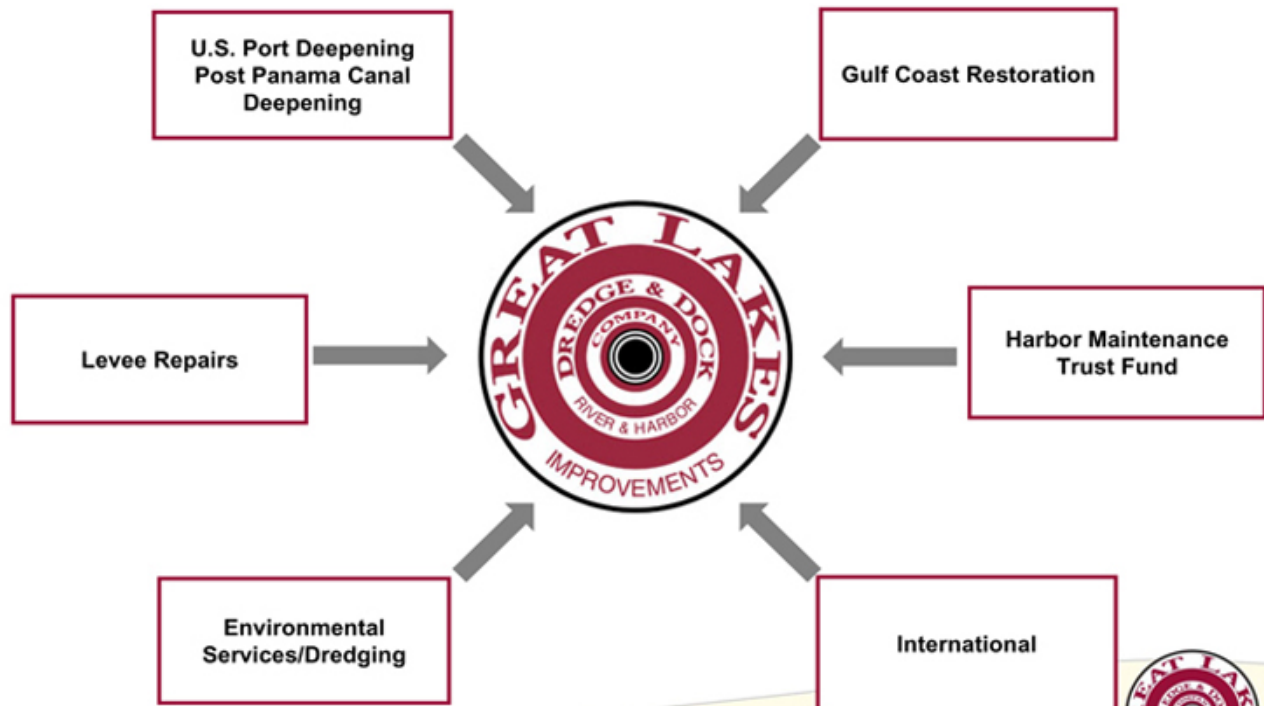 U.S. Port Deepening
Post Panama Canal
Deepening
Gulf Coast Restoration
GREAT LAKES
DREDGE & DOCK
COMPANY
RIVER & HARBOR
IMPROVEMENTS
Levee Repairs
Harbor Maintenance
Trust Fund
Environmental
Services/Dredging
International